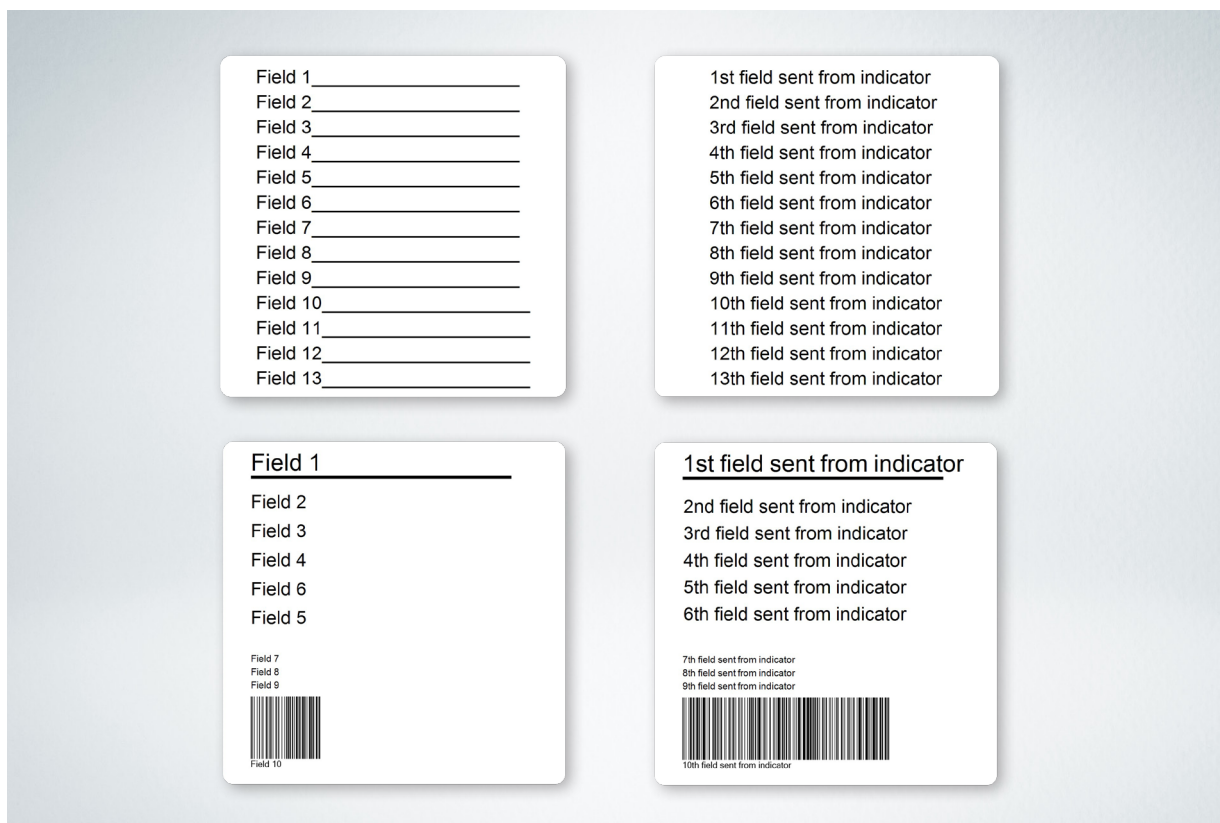 Field 1
Field 2
Field 3
Field 4
Field 5
Field 6
Field 7
Field 8
Field 9
Field 10
Field 11
Field 12
Field 13
1st field sent from indicator
2nd field sent from indicator
3rd field sent from indicator
4th field sent from indicator
5th field sent from indicator
6th field sent from indicator
7th field sent from indicator
8th field sent from indicator
9th field sent from indicator
10th field sent from indicator
11th field sent from indicator
12th field sent from indicator
13th field sent from indicator
Field 1
Field 2
Field 3
Field 4
Field 6
Field 5
Field 7
Field 8
Field 9
Field 10
1st field sent from indicator
2nd field sent from indicator
3rd field sent from indicator
4th field sent from indicator
5th field sent from indicator
6th field sent from indicator
7th field sent from indicator
8th field sent from indicator
9th field sent from indicator
10th field sent from indicator